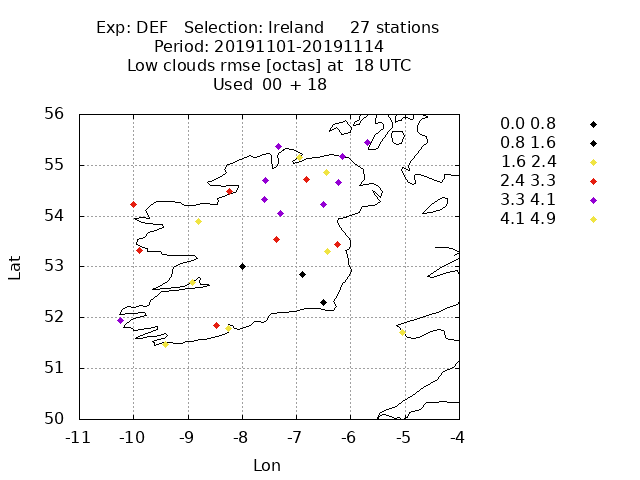 Exp: DEF Selection: Ireland 27 stations
Period: 20191101-20191114
Low clouds rmse [octas] at 18 UTC
Used 00 + 18
56
55
54
53
52
51
50
-11 -10 -9 -8 -7 -6 -5 -4
Lat
Lon
0.0 0.8
0.8 1.6
1.6 2.4
2.4 3.3
3.3 4.1
4.1 4.9